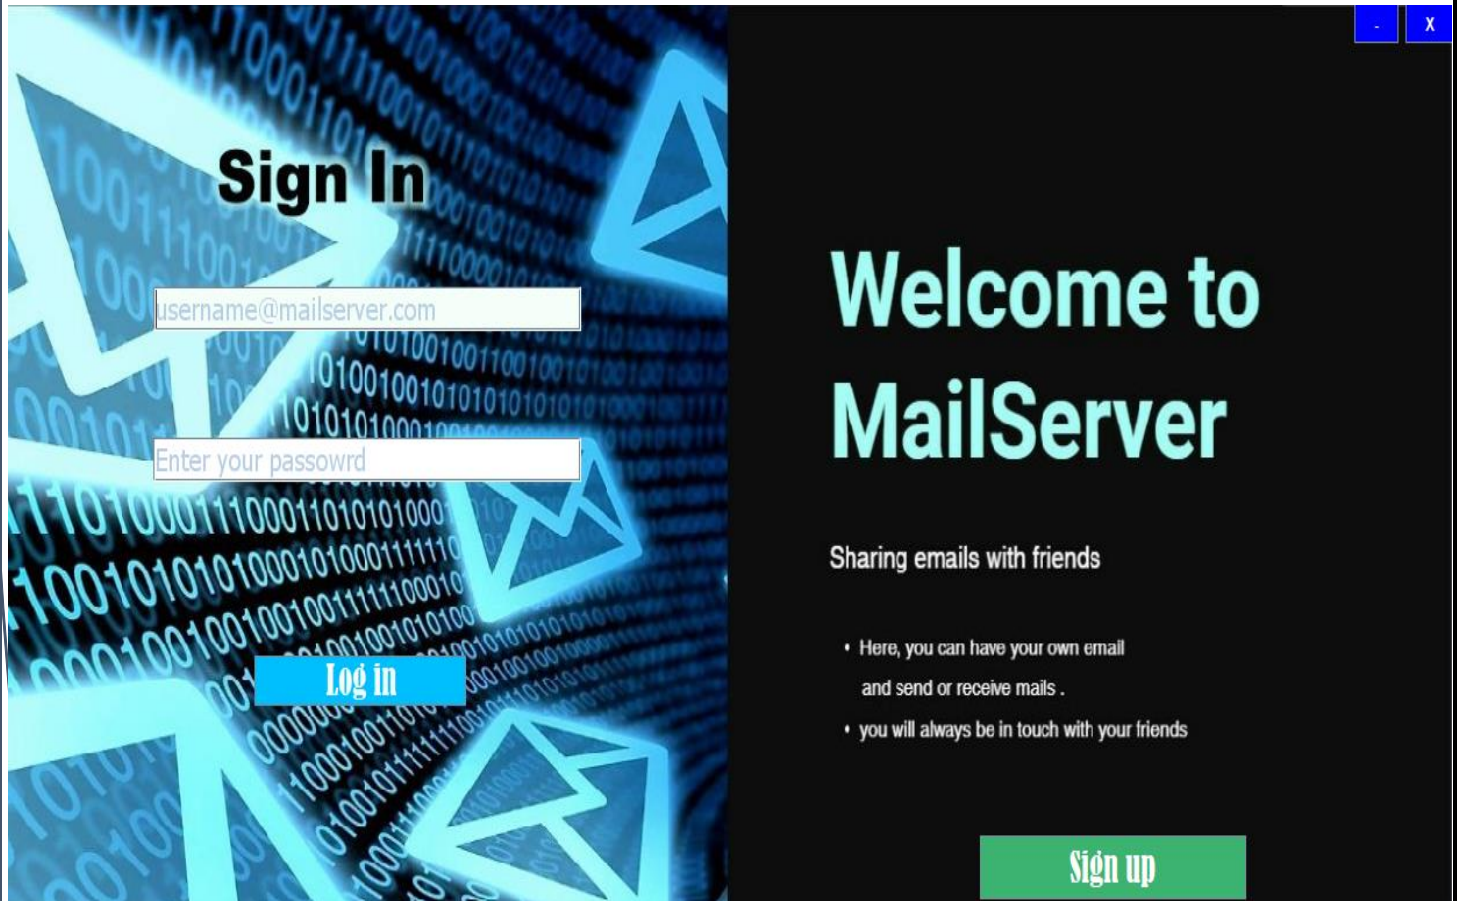 Sign In
username@mailserver.com
Enter your passowrd
Log in
- X
Welcome to
MailServer
Sharing emails with friends
• Here, you can have your own email
and send or receive mails .
• you will always be in touch with your friends
Sign up